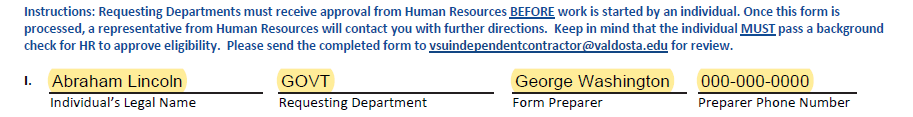 Instructions: Requesting Departments must receive approval from Human Resources BEFORE work is started by an individual. Once this form is
processed, a representative from Human Resources will contact you with further directions. Keep in mind that the individual MUST pass a background
check for HR to approve eligibility. Please send the completed form to vsuindependentcontractor@valdosta.edu for review.
I. Abraham Lincoln GOVT George Washington 000-000-0000
Individual's Legal Name Requesting Department Form Preparer Preparer Phone Number